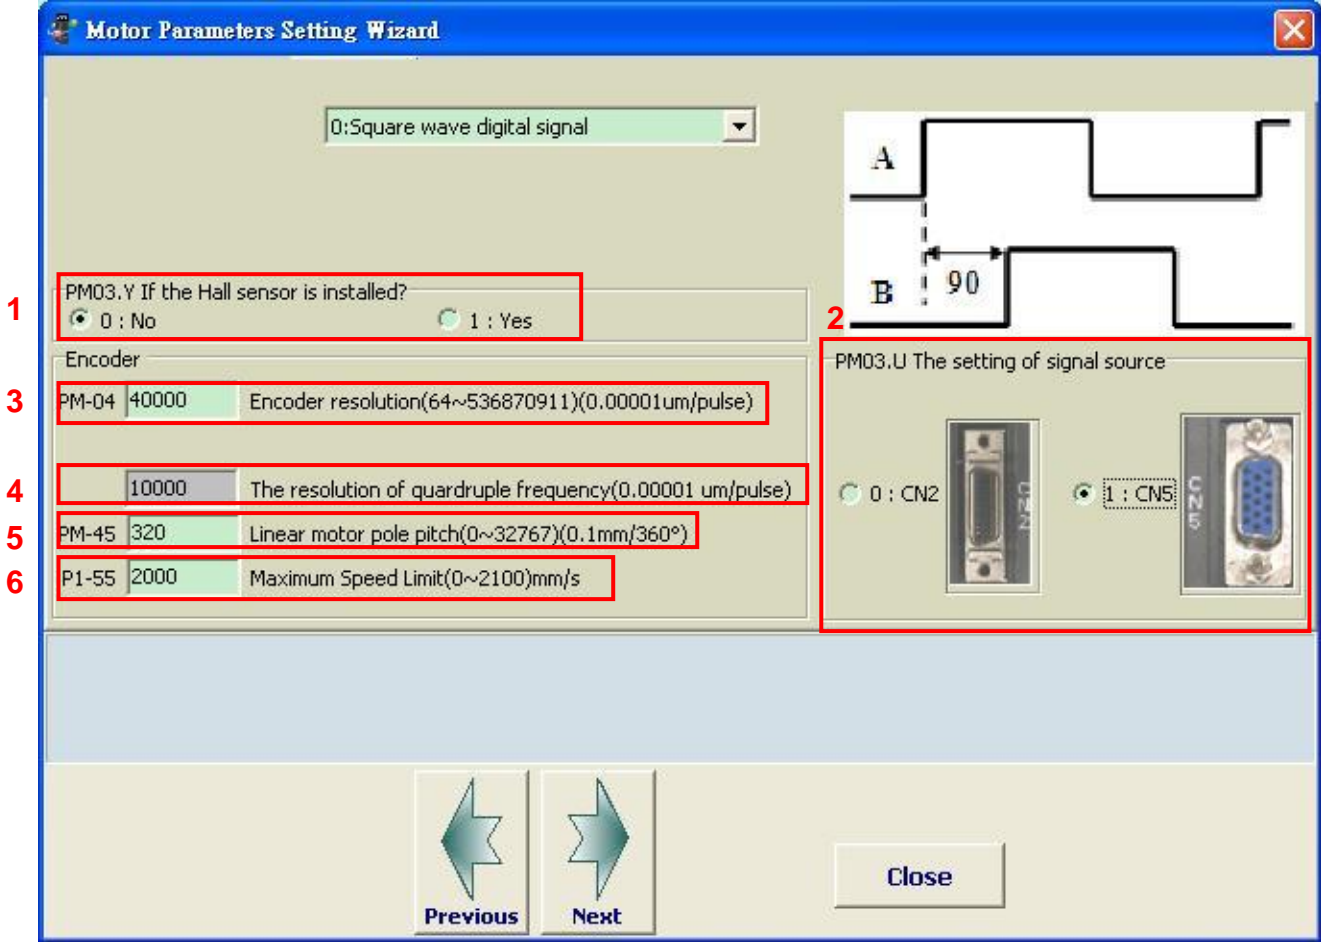 Motor Parameters Setting Wizard
0:Square wave digital signal
A
B
90
1
PM03.Y If the Hall sensor is installed?
0 : No
1 : Yes
2
PM03.U The setting of signal source
0 : CN2
CN2
1 : CN5
CN5
Encoder
3
PM-04 40000 Encoder resolution(64~536870911)(0.00001um/pulse)
4
10000 The resolution of quardruple frequency(0.00001 um/pulse)
5
PM-45 320 Linear motor pole pitch(0~32767)(0.1mm/360°)
6
P1-55 2000 Maximum Speed Limit(0~2100)mm/s
Previous
Next
Close